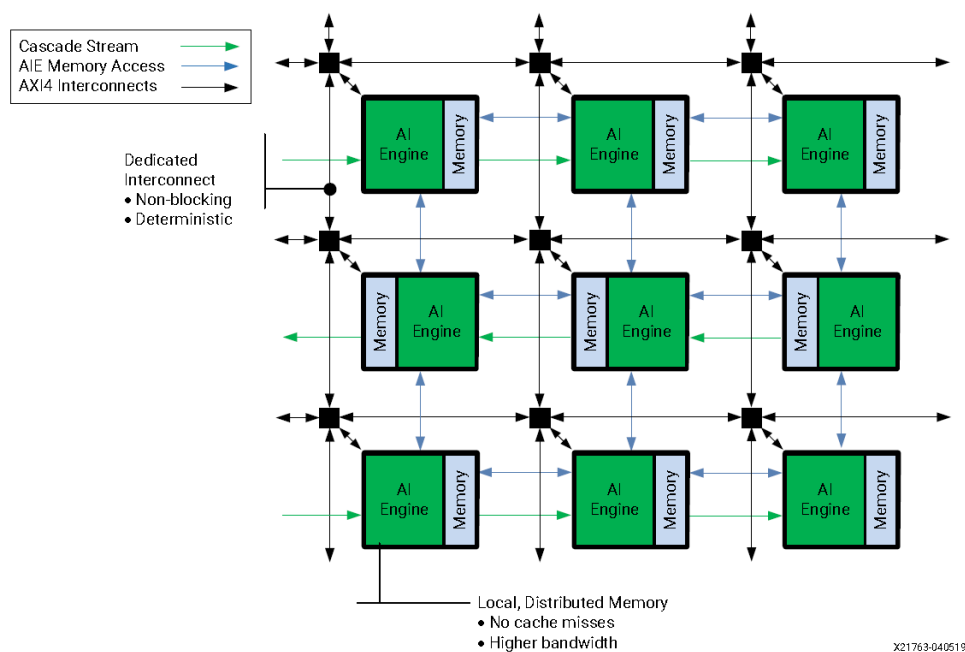 Cascade Stream
AIE Memory Access
AXI4 Interconnects
Dedicated
Interconnect
• Non-blocking
• Deterministic
AI
Engine
Memory
AI
Engine
Memory
AI
Engine
Memory
Memory
AI
Engine
Memory
AI
Engine
Memory
AI
Engine
AI
Engine
Memory
AI
Engine
Memory
AI
Engine
Memory
Local, Distributed Memory
• No cache misses
• Higher bandwidth
X21763-040519